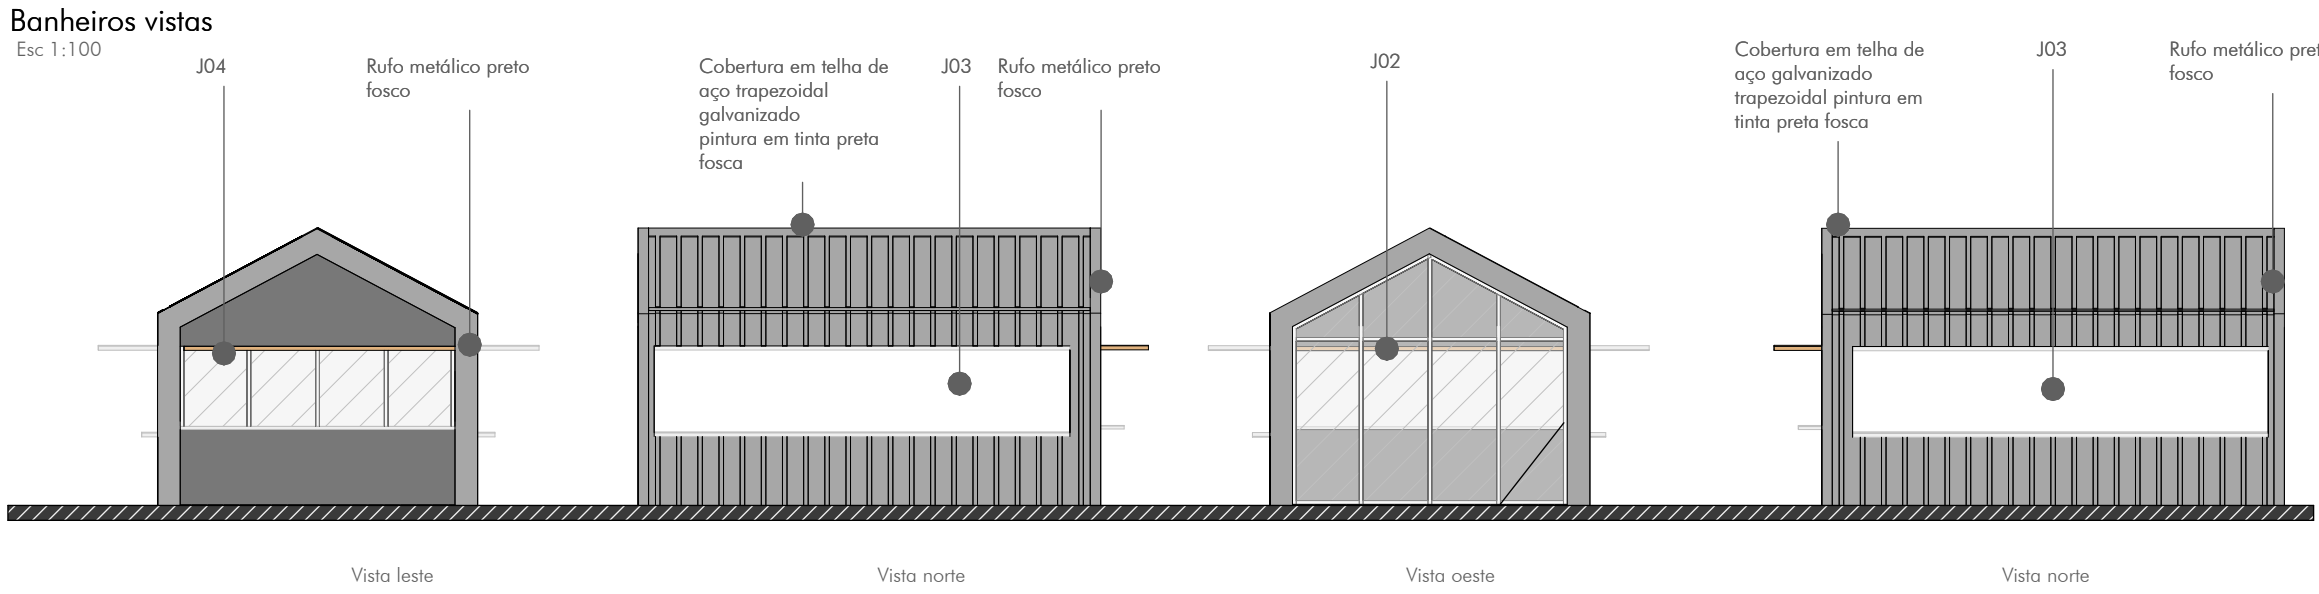 Banheiros vistas
Esc 1:100
J04
Rufo metálico preto
fosco
Cobertura em telha de
aço trapezoidal
galvanizado
pintura em tinta preta
fosca
J03
Rufo metálico preto
fosco
J02
Cobertura em telha de
aço galvanizado
trapezoidal pintura em
tinta preta fosca
J03
Rufo metálico pret
fosco
Vista leste
Vista norte
Vista oeste
Vista norte